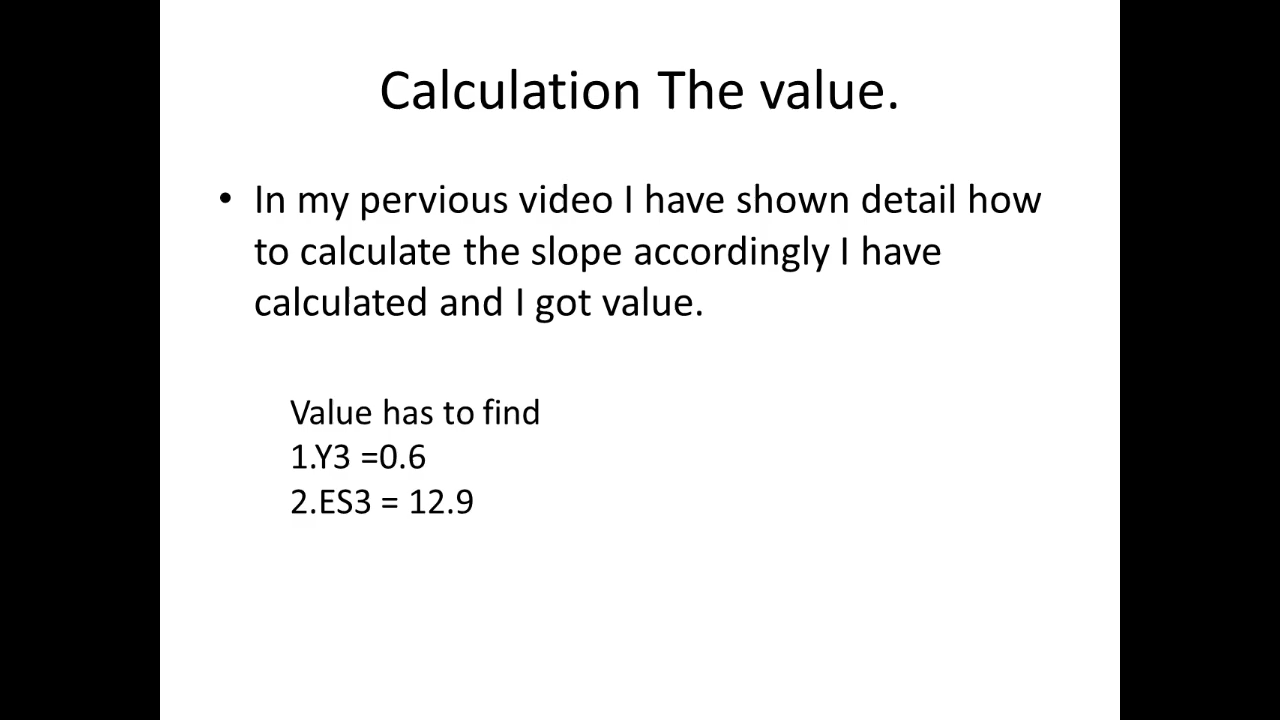 Calculation The value.
• In my pervious video I have shown detail how
to calculate the slope accordingly I have
calculated and I got value.
Value has to find
1.Y3 =0.6
2.ES3 = 12.9